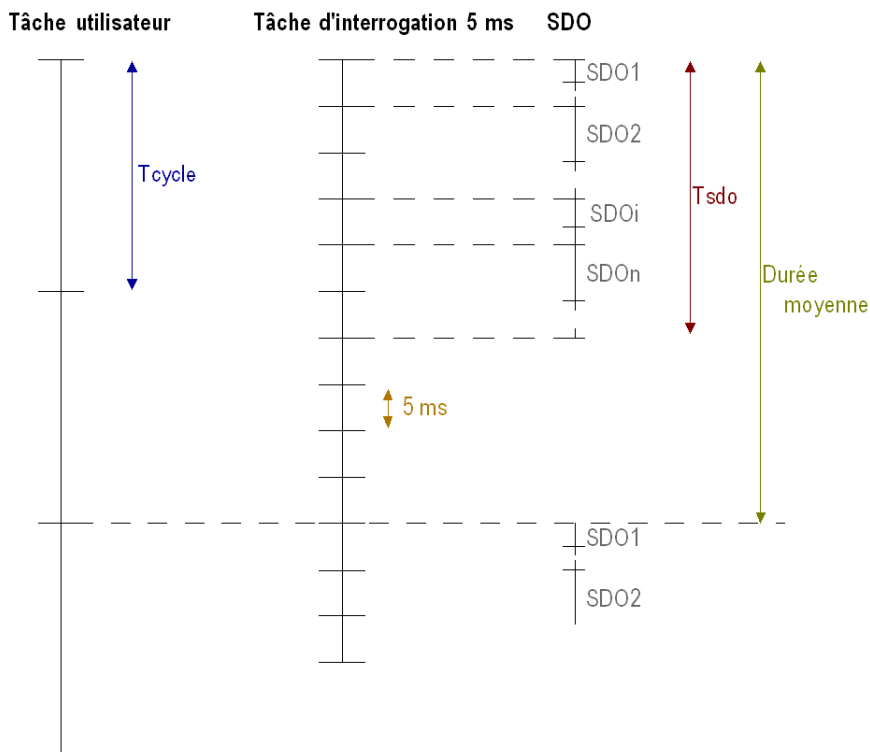 Tâche utilisateur
Tâche d'interrogation 5 ms
SDO
SDO1
SDO2
Tcycle
Tsdo
SDOi
SDOn
Durée
moyenne
5 ms
SDO1
SDO2